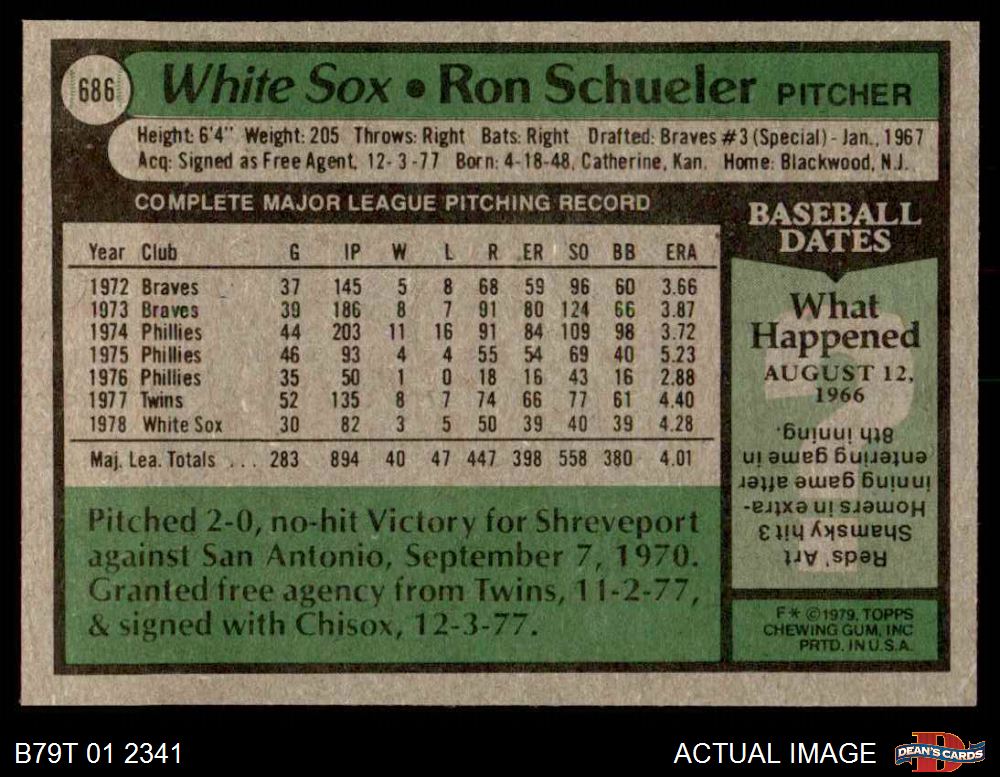 686
White Sox • Ron Schueler PITCHER
Height: 6'4" Weight: 205 Throws: Right Bats: Right Drafted: Braves #3 (Special) - Jan., 1967
Acq: Signed as Free Agent, 12-3-77 Born: 4-18-48, Catherine, Kan. Home: Blackwood, N.J.
COMPLETE MAJOR LEAGUE PITCHING RECORD
Year Club G IP W L R ER SO BB ERA
1972 Braves 37 145 5 8 68 59 96 60 3.66
1973 Braves 39 186 8 7 91 80 124 66 3.87
1974 Phillies 44 203 11 16 91 84 109 98 3.72
1975 Phillies 46 93 4 4 55 54 69 40 5.23
1976 Phillies 35 50 1 0 18 16 43 16 2.88
1977 Twins 52 135 8 7 74 66 77 61 4.40
1978 White Sox 30 82 3 5 50 39 40 39 4.28
Maj. Lea. Totals ... 283 894 40 47 447 398 558 380 4.01
Pitched 2-0, no-hit Victory for Shreveport
against San Antonio, September 7, 1970.
Granted free agency from Twins, 11-2-77,
& signed with Chisox, 12-3-77.
BASEBALL
DATES
What
Happened
AUGUST 12,
1966
Reds' Art
Shamsky hit 3
Homers in extra-
inning game after
entering game in
8th inning.
F * ©1979, TOPPS
CHEWING GUM, INC
PRTD. IN U.S.A.
B79T 01 2341
ACTUAL IMAGE
D
DEAN'S CARDS